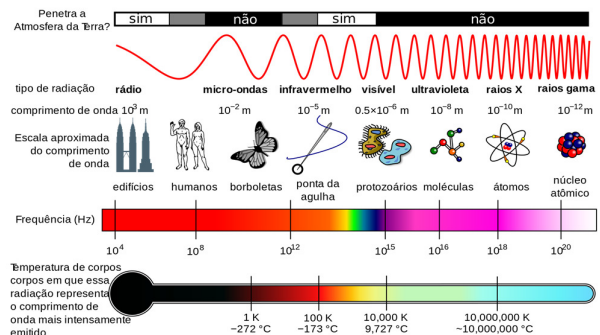 Penetra a
Atmosfera da Terra?
sim não sim não
tipo de radiação rádio micro-ondas infravermelho visível ultravioleta raios X raios gama
comprimento de onda 10³ m 10⁻² m 10⁻⁵ m 0.5×10⁻⁶ m 10⁻⁸ m 10⁻¹⁰ m 10⁻¹² m
Escala aproximada
do comprimento
de onda
edifícios humanos borboletas ponta da agulha protozoários moléculas átomos núcleo atômico
Frequência (Hz)
10⁴ 10⁸ 10¹² 10¹⁵ 10¹⁶ 10¹⁸ 10²⁰
Temperatura de corpos
corpos em que essa
radiação representa
o comprimento de
onda mais intensamente
emitido
1 K 100 K 10,000 K 10,000,000 K
−272 °C −173 °C 9,727 °C ~10,000,000 °C